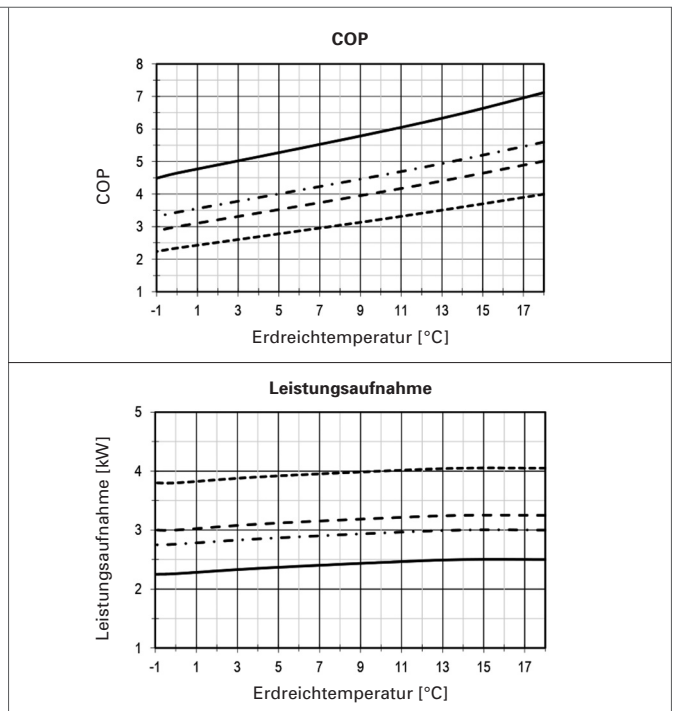 COP
8
7
6
5
4
3
2
1
COP
-1 1 3 5 7 9 11 13 15 17
Erdreichtemperatur [°C]
Leistungsaufnahme
5
4
3
2
1
Leistungsaufnahme [kW]
-1 1 3 5 7 9 11 13 15 17
Erdreichtemperatur [°C]